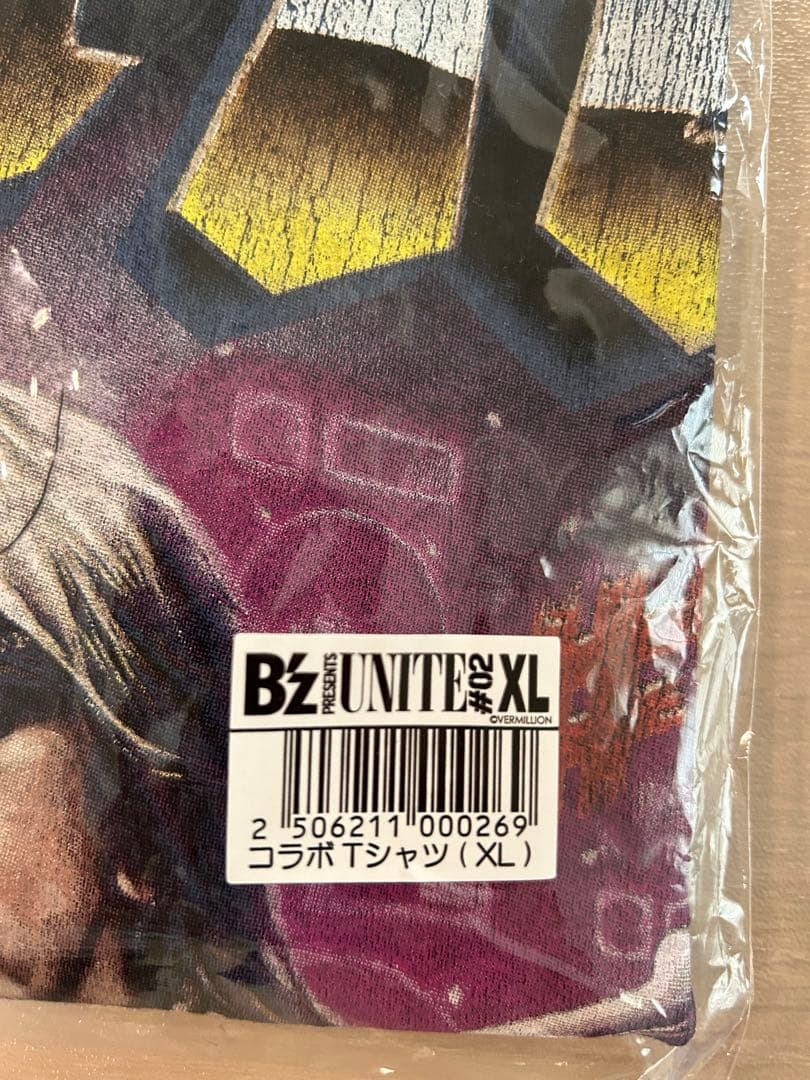 B'z PRESENTS UNITE #02 XL
©VERMILLION
2 506211 000269
コラボTシャツ(XL)